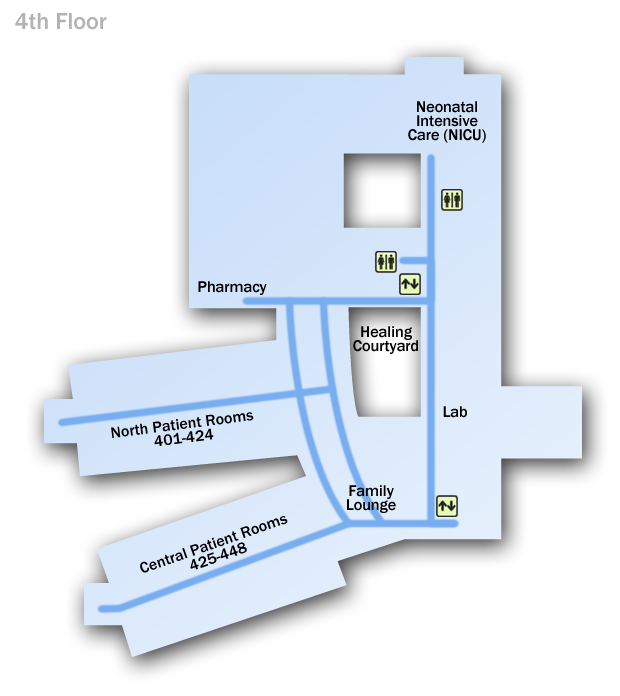 4th Floor
Neonatal
Intensive
Care (NICU)
Pharmacy
Healing
Courtyard
Lab
North Patient Rooms
401-424
Family
Lounge
Central Patient Rooms
425-448